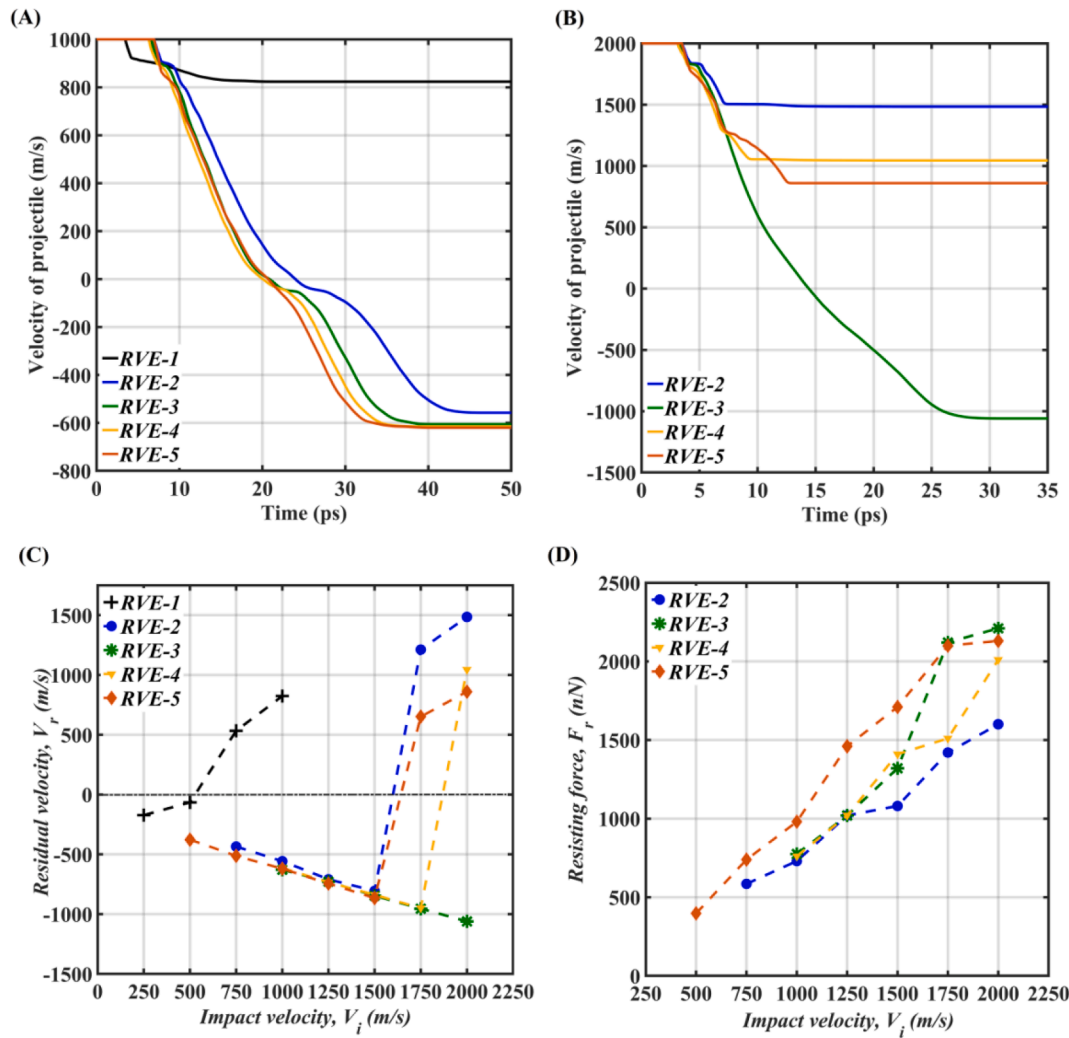 (A)
1000
800
600
400
200
0
-200
-400
-600
-800
Velocity of projectile (m/s)
RVE-1
RVE-2
RVE-3
RVE-4
RVE-5
0 10 20 30 40 50
Time (ps)
(B)
2000
1500
1000
500
0
-500
-1000
-1500
Velocity of projectile (m/s)
RVE-2
RVE-3
RVE-4
RVE-5
0 5 10 15 20 25 30 35
Time (ps)
(C)
1500
1000
500
0
-500
-1000
-1500
Residual velocity, V_r (m/s)
RVE-1
RVE-2
RVE-3
RVE-4
RVE-5
0 250 500 750 1000 1250 1500 1750 2000 2250
Impact velocity, V_i (m/s)
(D)
2500
2000
1500
1000
500
0
Resisting force, F_r (nN)
RVE-2
RVE-3
RVE-4
RVE-5
250 500 750 1000 1250 1500 1750 2000 2250
Impact velocity, V_i (m/s)